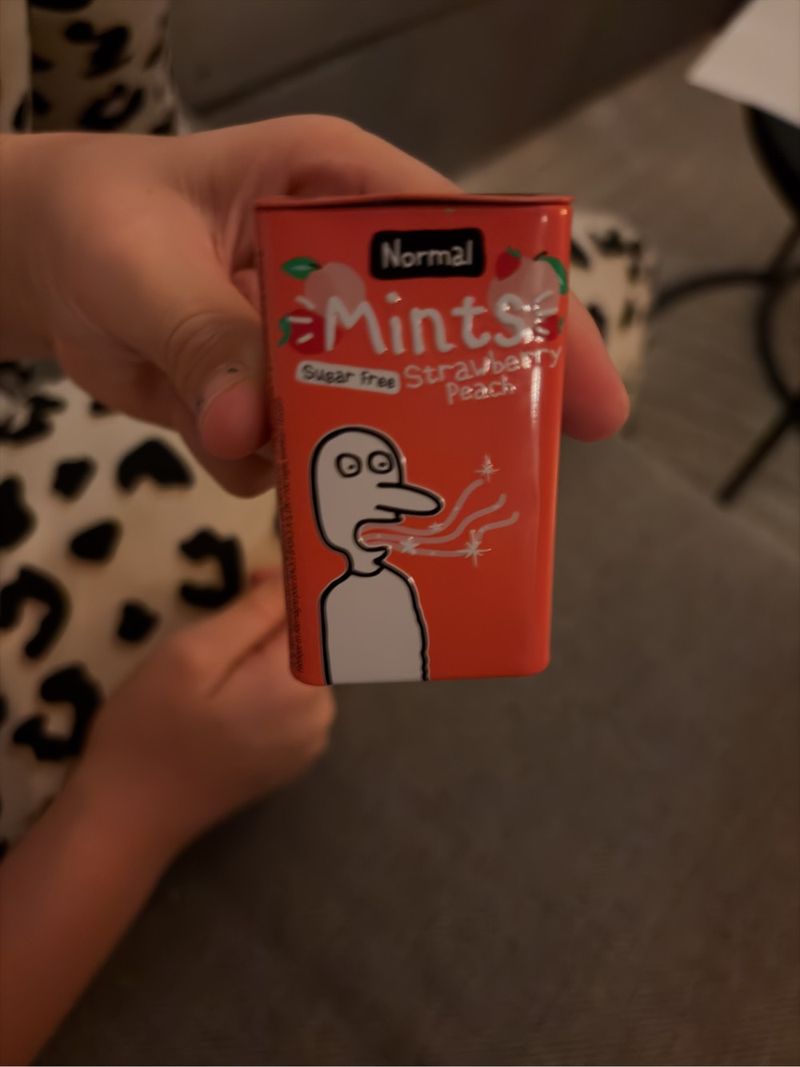 Normal
Mints
Sugar Free
Strawberry
Peach